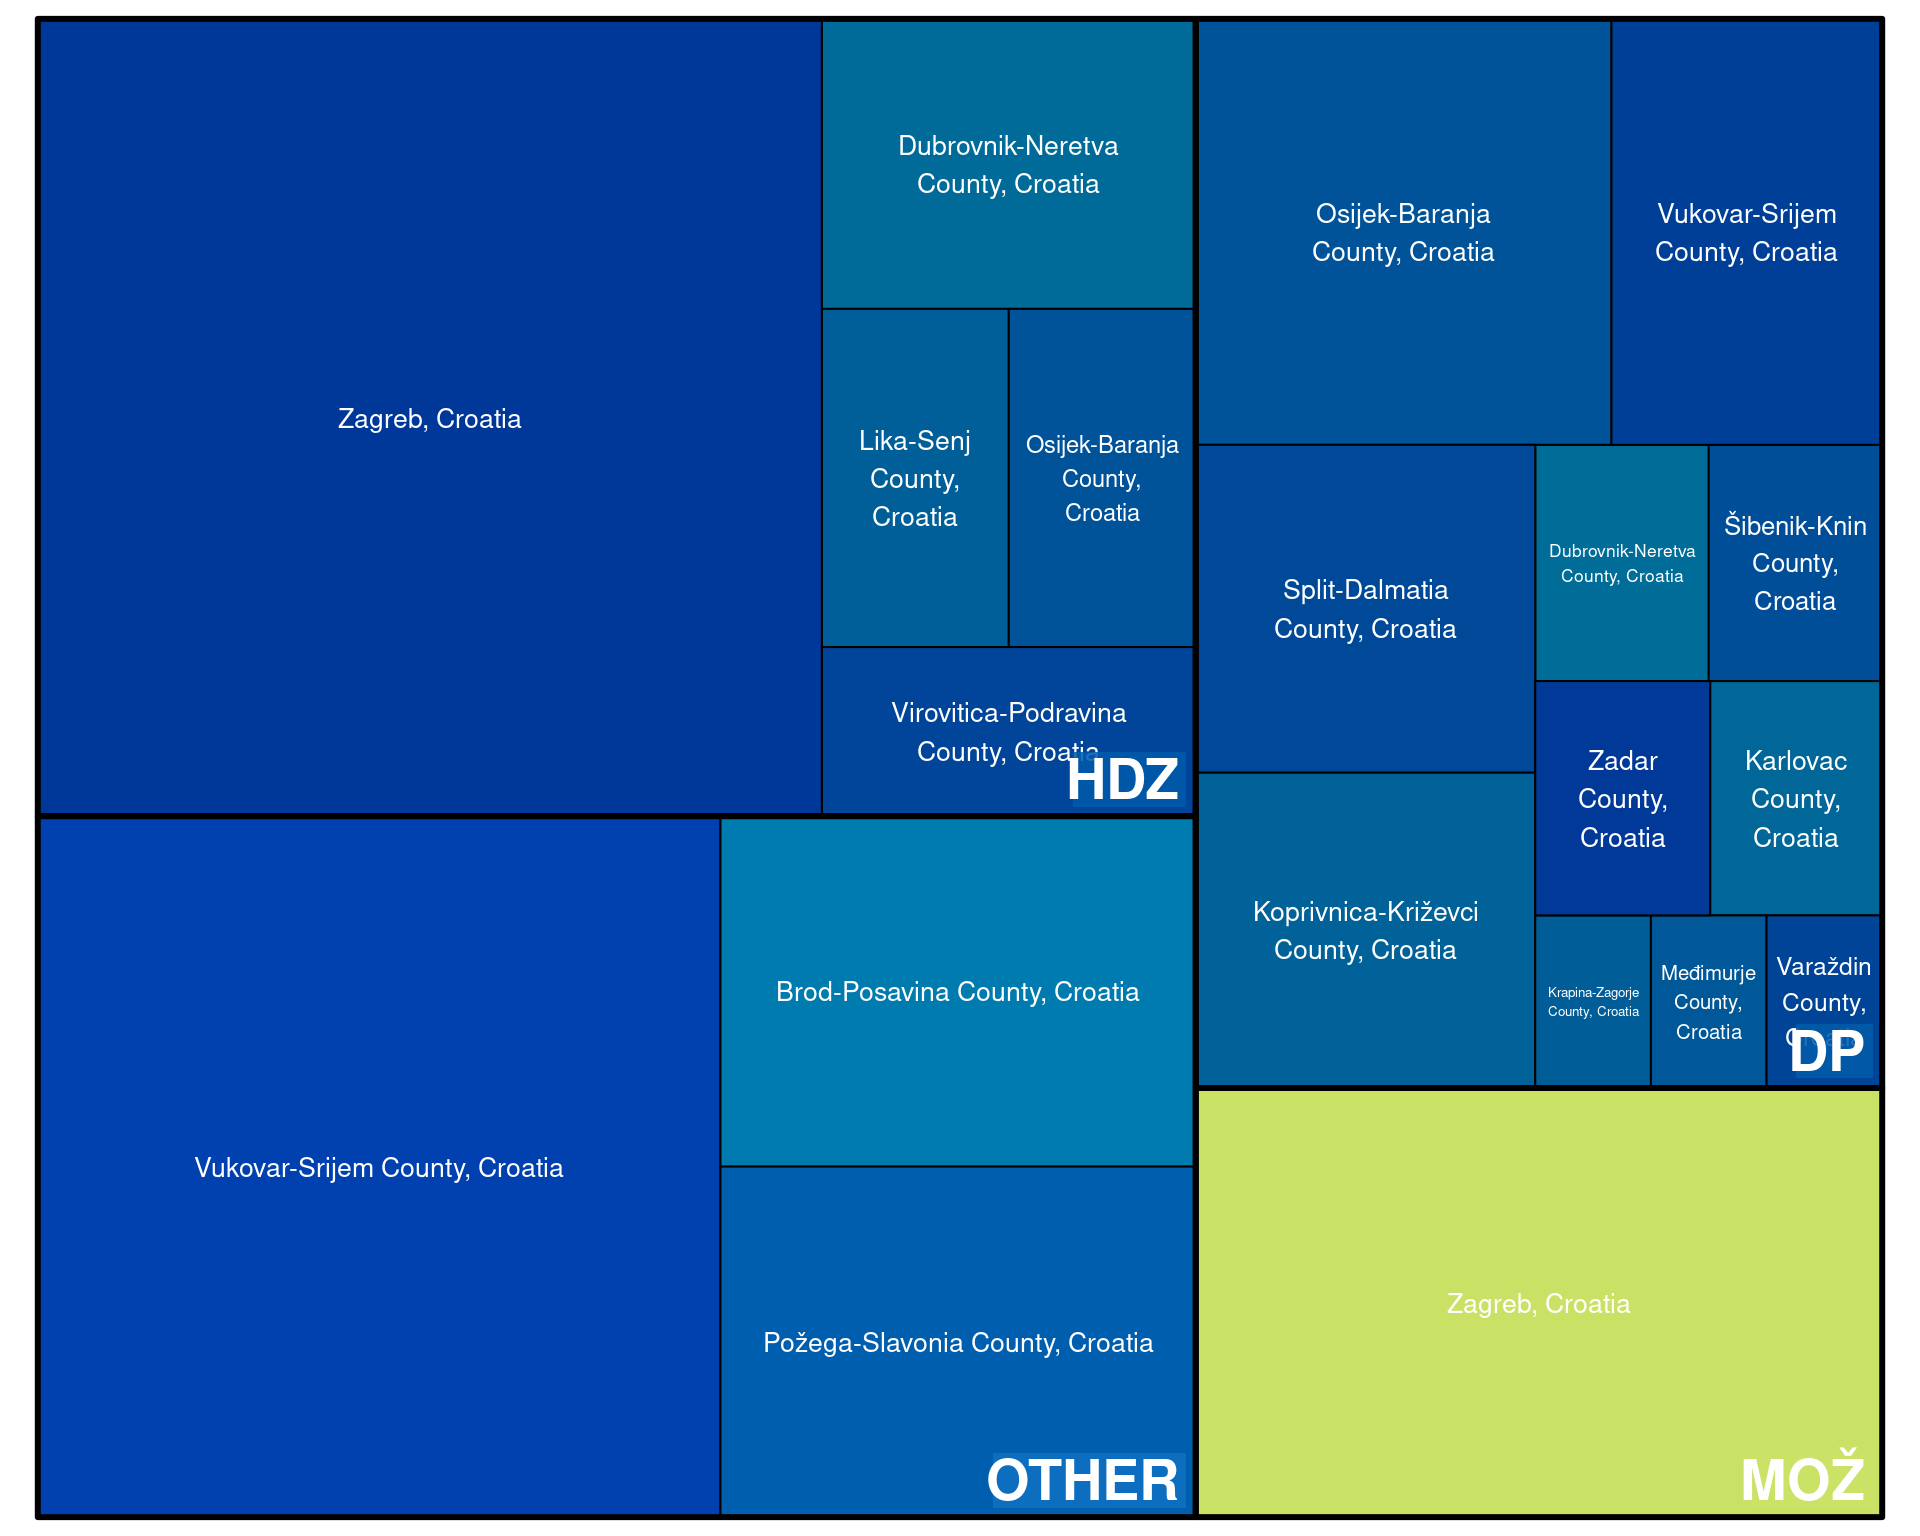 Zagreb, Croatia
Dubrovnik-Neretva
County, Croatia
Lika-Senj
County,
Croatia
Osijek-Baranja
County,
Croatia
Virovitica-Podravina
County, Croatia
HDZ
Vukovar-Srijem County, Croatia
Brod-Posavina County, Croatia
Požega-Slavonia County, Croatia
OTHER
Osijek-Baranja
County, Croatia
Vukovar-Srijem
County, Croatia
Split-Dalmatia
County, Croatia
Dubrovnik-Neretva
County, Croatia
Šibenik-Knin
County,
Croatia
Koprivnica-Križevci
County, Croatia
Zadar
County,
Croatia
Karlovac
County,
Croatia
Krapina-Zagorje
County, Croatia
Međimurje
County,
Croatia
Varaždin
County,
DP
Zagreb, Croatia
MOŽ